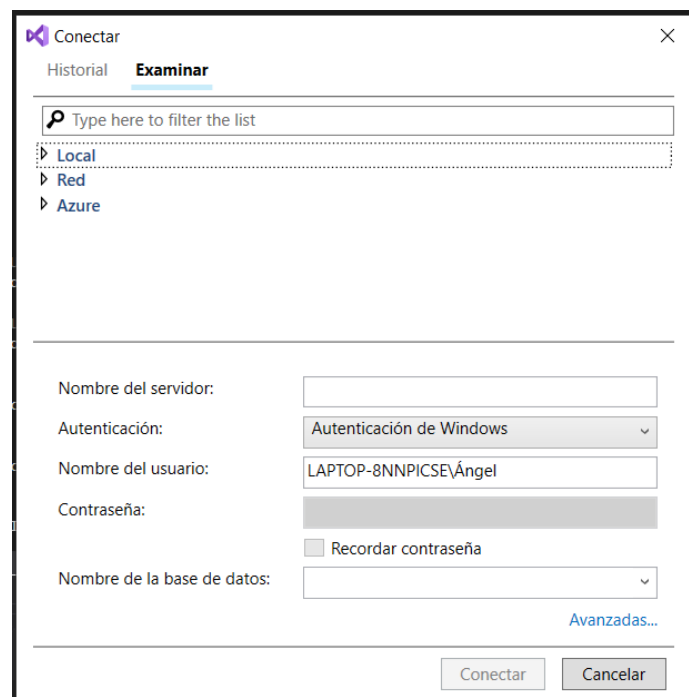 Conectar
Historial Examinar
Type here to filter the list
Local
Red
Azure
Nombre del servidor:
Autenticación: Autenticación de Windows
Nombre del usuario: LAPTOP-8NNPICSE\Ángel
Contraseña:
Recordar contraseña
Nombre de la base de datos:
Avanzadas...
Conectar Cancelar